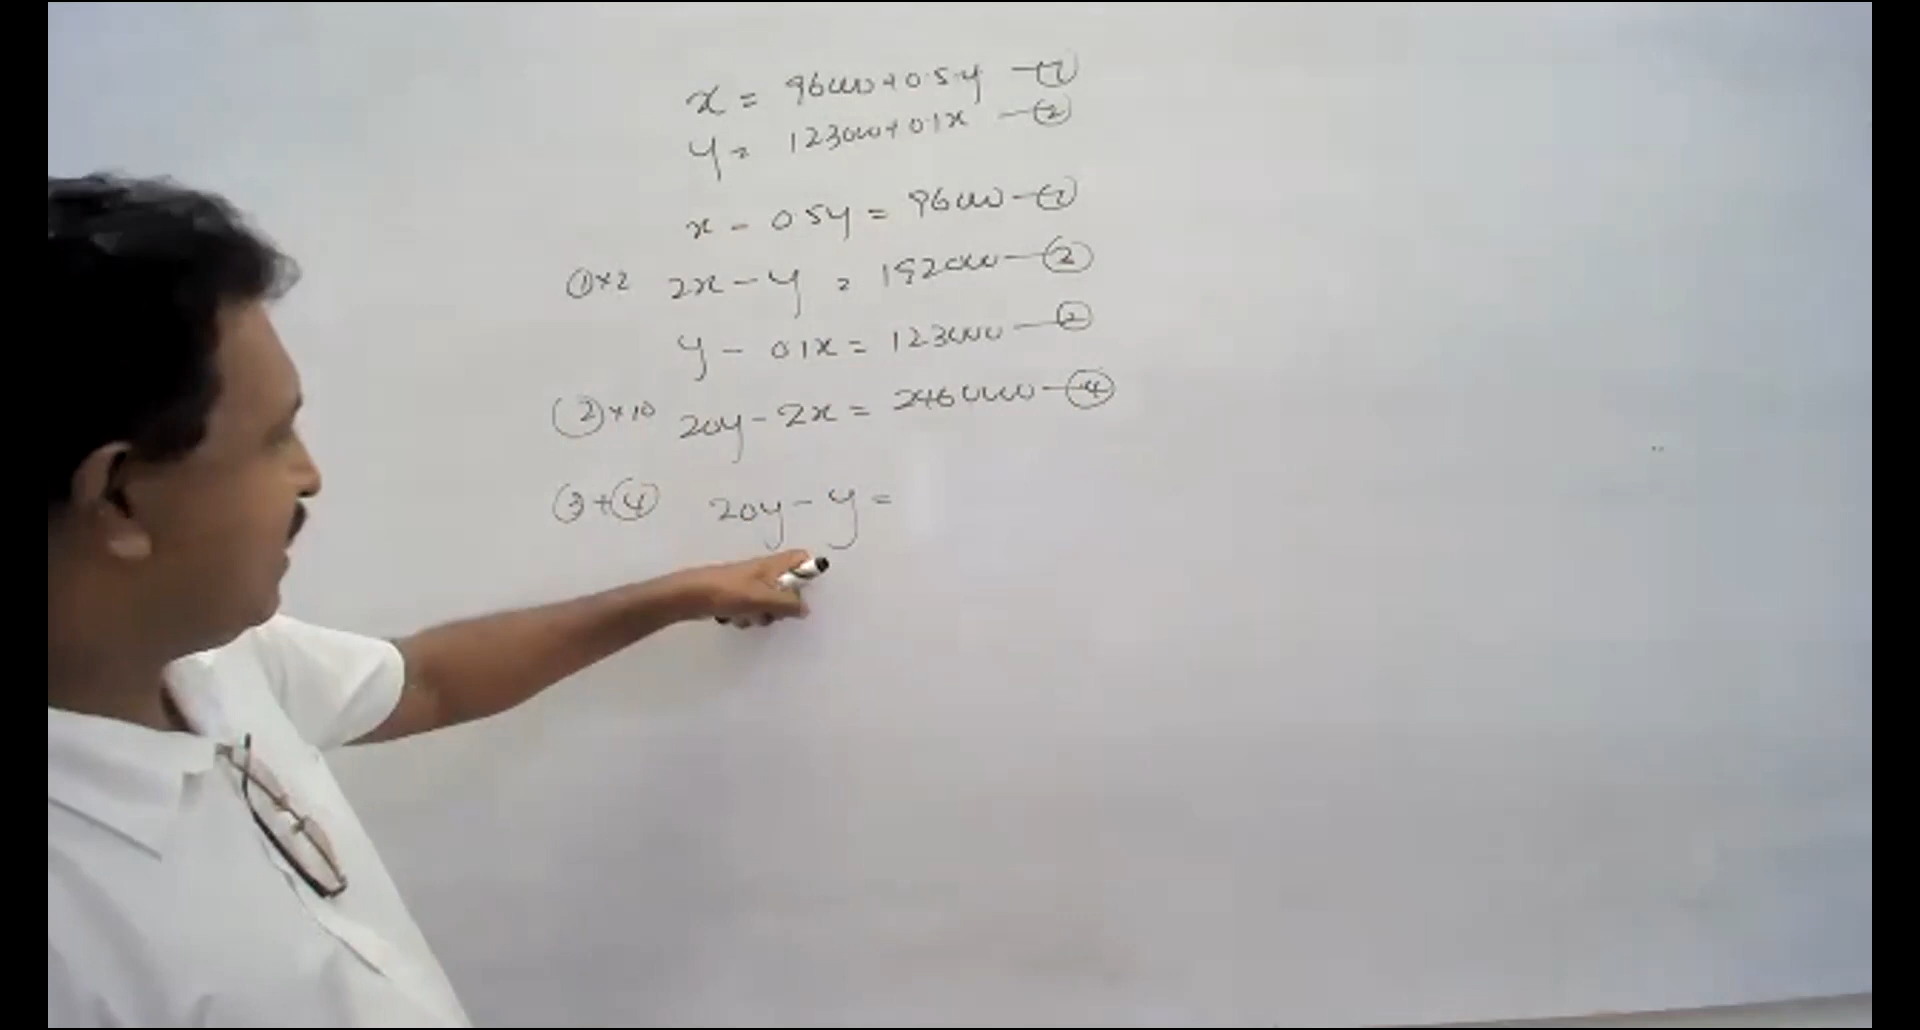 x = 96000+0.5y —①
y = 123000+0.1x —②
x - 0.5y = 96000 —①
①×2 2x - y = 192000 —②
y - 0.1x = 123000 —②
②×10 20y - 2x = 2460000 —④
③+④ 20y - y =